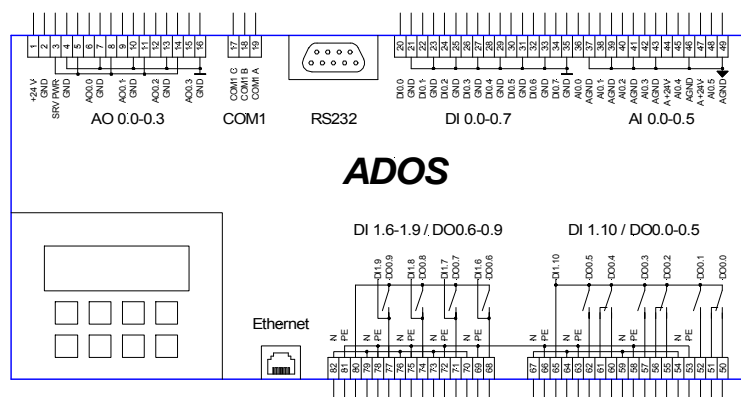 1 2 3 4 5 6 7 8 9 10 11 12 13 14 15 16
17 18 19
20 21 22 23 24 25 26 27 28 29 30 31 32 33 34 35 36 37 38 39 40 41 42 43 44 45 46 47 48 49
+24 V GND SRV PWR GND AO0.0 GND AO0.1 GND AO0.2 GND AO0.3 GND
COM1 C COM1 B COM1 A
DI0.0 GND DI0.1 GND DI0.2 GND DI0.3 GND DI0.4 GND DI0.5 GND DI0.6 GND DI0.7 GND
AI0.0 AGND AI0.1 AGND AI0.2 AGND AI0.3 AGND A+24V AI0.4 AGND A+24V AI0.5 AGND
AO 0.0-0.3
COM1
RS232
DI 0.0-0.7
AI 0.0-0.5
ADOS
DI 1.6-1.9 / DO0.6-0.9
DI 1.10 / DO0.0-0.5
DI1.9 DO0.9 DI1.8 DO0.8 DI1.7 DO0.7 DI1.6 DO0.6
DI1.10 DO0.5 DO0.4 DO0.3 DO0.2 DO0.1 DO0.0
Ethernet
N PE N PE N PE N PE N PE
N PE N PE N PE N PE
82 81 80 79 78 77 76 75 74 73 72 71 70 69 68
67 66 65 64 63 62 61 60 59 58 57 56 55 54 53 52 51 50